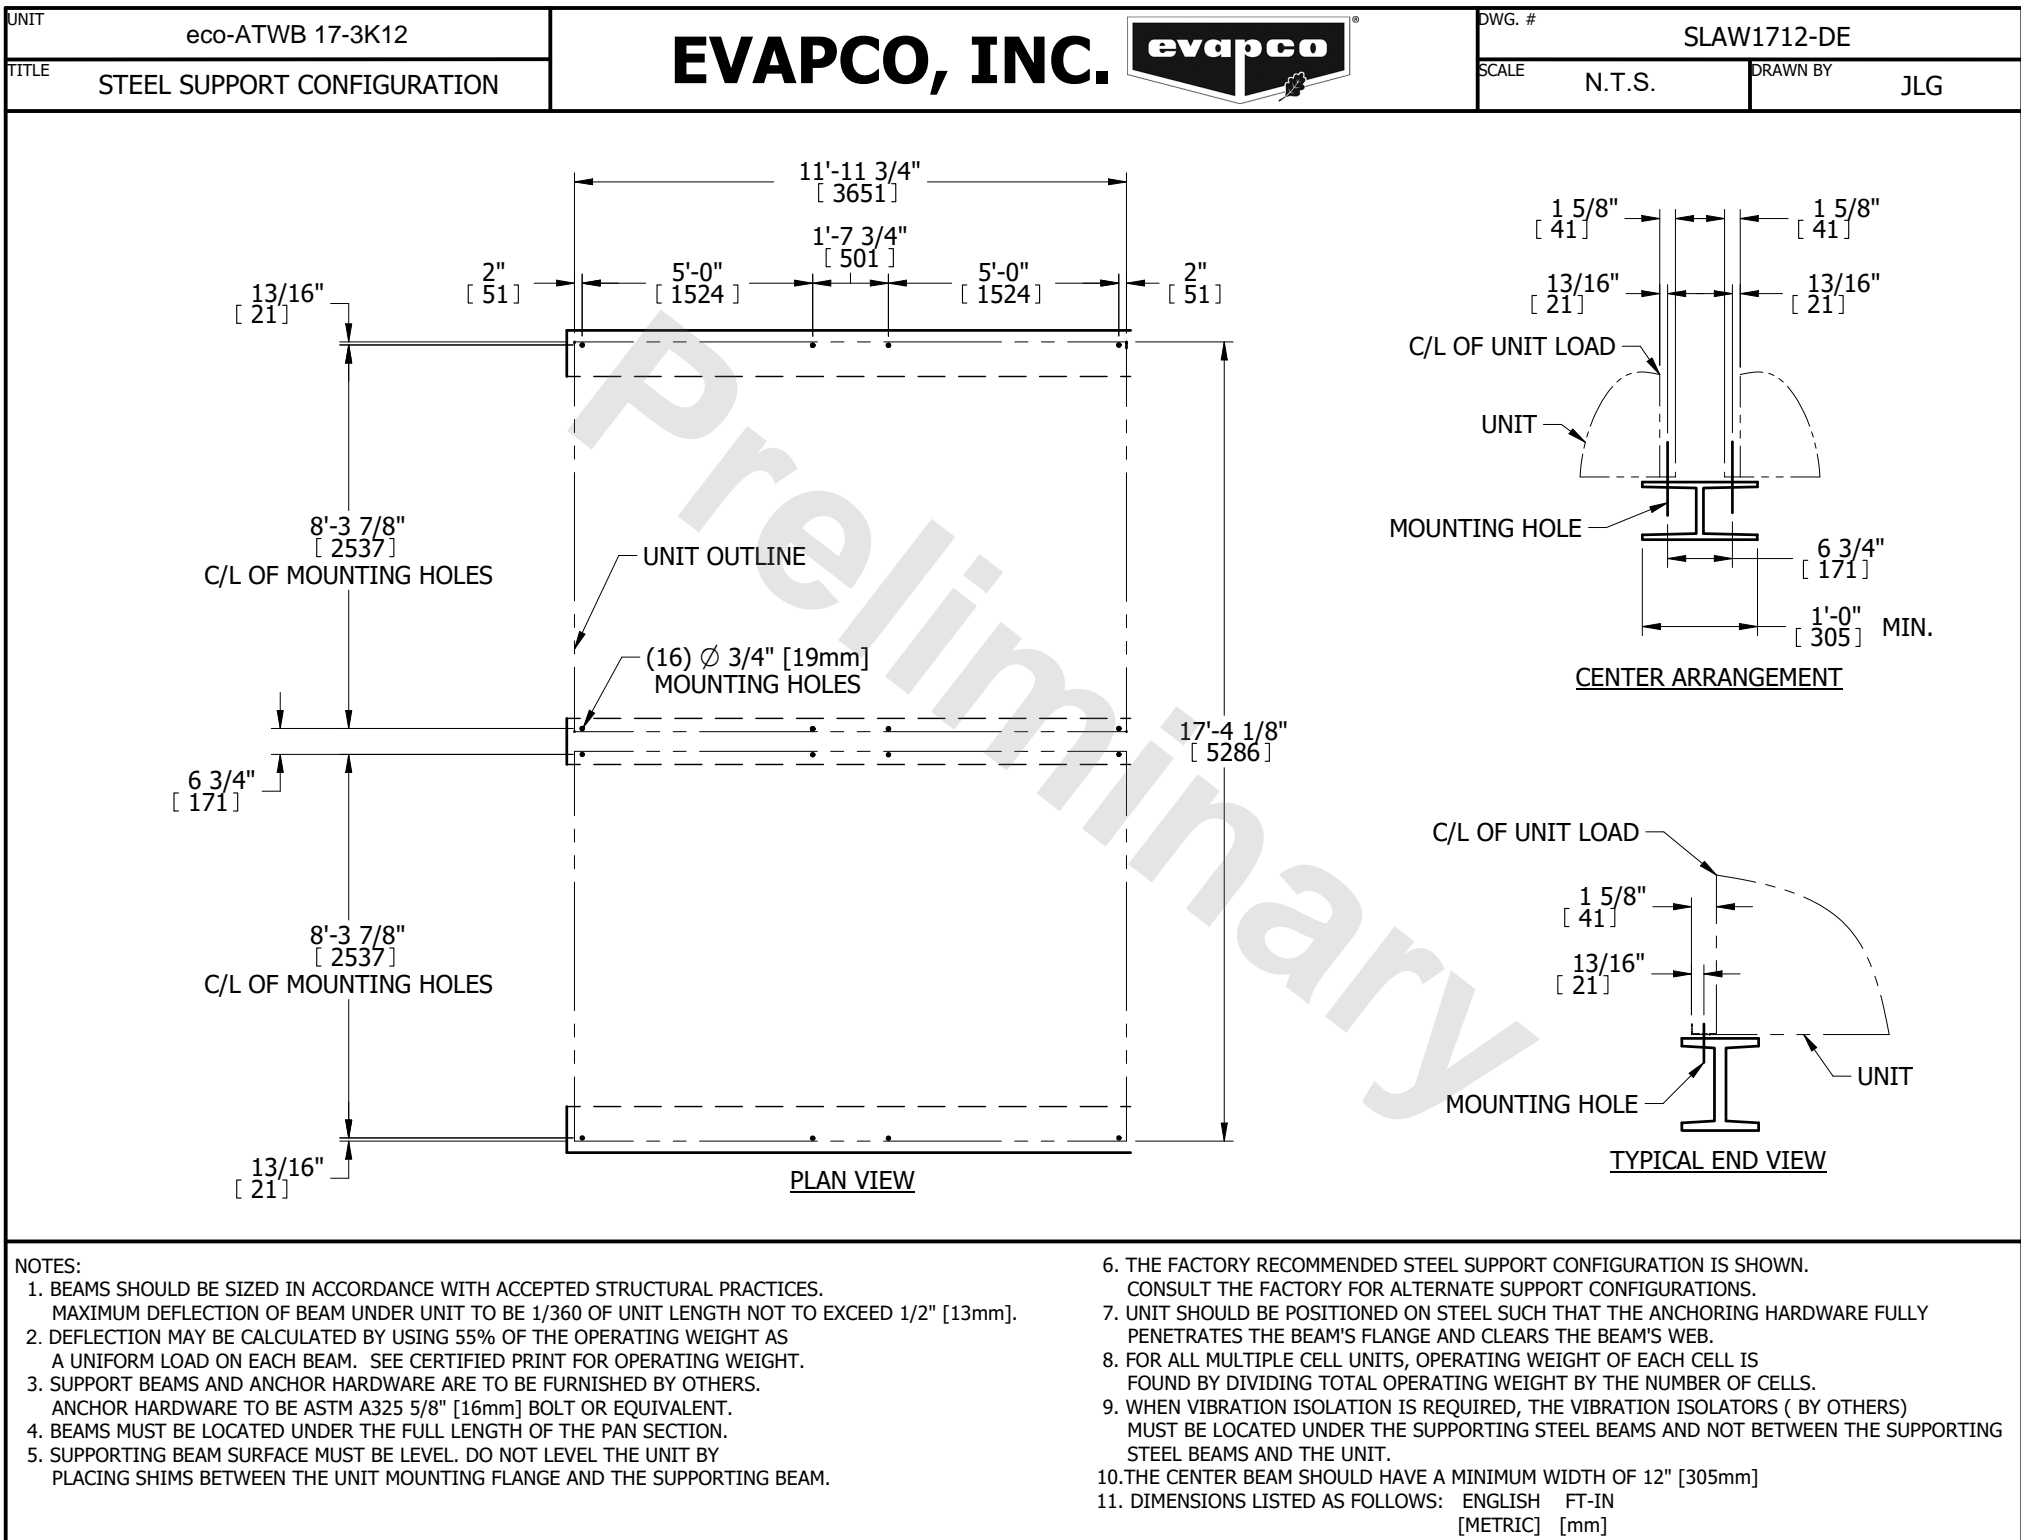 UNIT
eco-ATWB 17-3K12
TITLE
STEEL SUPPORT CONFIGURATION
EVAPCO, INC.
evapco
®
DWG. #
SLAW1712-DE
SCALE
N.T.S.
DRAWN BY
JLG
11'-11 3/4"
[ 3651 ]
1'-7 3/4"
[ 501 ]
2"
[ 51 ]
5'-0"
[ 1524 ]
5'-0"
[ 1524 ]
2"
[ 51 ]
13/16"
[ 21 ]
8'-3 7/8"
[ 2537 ]
C/L OF MOUNTING HOLES
UNIT OUTLINE
(16) Ø 3/4" [19mm]
MOUNTING HOLES
6 3/4"
[ 171 ]
17'-4 1/8"
[ 5286 ]
8'-3 7/8"
[ 2537 ]
C/L OF MOUNTING HOLES
13/16"
[ 21 ]
PLAN VIEW
Preliminary
1 5/8"
[ 41 ]
1 5/8"
[ 41 ]
13/16"
[ 21 ]
13/16"
[ 21 ]
C/L OF UNIT LOAD
UNIT
MOUNTING HOLE
6 3/4"
[ 171 ]
1'-0"
[ 305 ] MIN.
CENTER ARRANGEMENT
C/L OF UNIT LOAD
1 5/8"
[ 41 ]
13/16"
[ 21 ]
UNIT
MOUNTING HOLE
TYPICAL END VIEW
NOTES:
1. BEAMS SHOULD BE SIZED IN ACCORDANCE WITH ACCEPTED STRUCTURAL PRACTICES.
MAXIMUM DEFLECTION OF BEAM UNDER UNIT TO BE 1/360 OF UNIT LENGTH NOT TO EXCEED 1/2" [13mm].
2. DEFLECTION MAY BE CALCULATED BY USING 55% OF THE OPERATING WEIGHT AS
A UNIFORM LOAD ON EACH BEAM. SEE CERTIFIED PRINT FOR OPERATING WEIGHT.
3. SUPPORT BEAMS AND ANCHOR HARDWARE ARE TO BE FURNISHED BY OTHERS.
ANCHOR HARDWARE TO BE ASTM A325 5/8" [16mm] BOLT OR EQUIVALENT.
4. BEAMS MUST BE LOCATED UNDER THE FULL LENGTH OF THE PAN SECTION.
5. SUPPORTING BEAM SURFACE MUST BE LEVEL. DO NOT LEVEL THE UNIT BY
PLACING SHIMS BETWEEN THE UNIT MOUNTING FLANGE AND THE SUPPORTING BEAM.
6. THE FACTORY RECOMMENDED STEEL SUPPORT CONFIGURATION IS SHOWN.
CONSULT THE FACTORY FOR ALTERNATE SUPPORT CONFIGURATIONS.
7. UNIT SHOULD BE POSITIONED ON STEEL SUCH THAT THE ANCHORING HARDWARE FULLY
PENETRATES THE BEAM'S FLANGE AND CLEARS THE BEAM'S WEB.
8. FOR ALL MULTIPLE CELL UNITS, OPERATING WEIGHT OF EACH CELL IS
FOUND BY DIVIDING TOTAL OPERATING WEIGHT BY THE NUMBER OF CELLS.
9. WHEN VIBRATION ISOLATION IS REQUIRED, THE VIBRATION ISOLATORS ( BY OTHERS)
MUST BE LOCATED UNDER THE SUPPORTING STEEL BEAMS AND NOT BETWEEN THE SUPPORTING
STEEL BEAMS AND THE UNIT.
10.THE CENTER BEAM SHOULD HAVE A MINIMUM WIDTH OF 12" [305mm]
11. DIMENSIONS LISTED AS FOLLOWS: ENGLISH FT-IN
[METRIC] [mm]